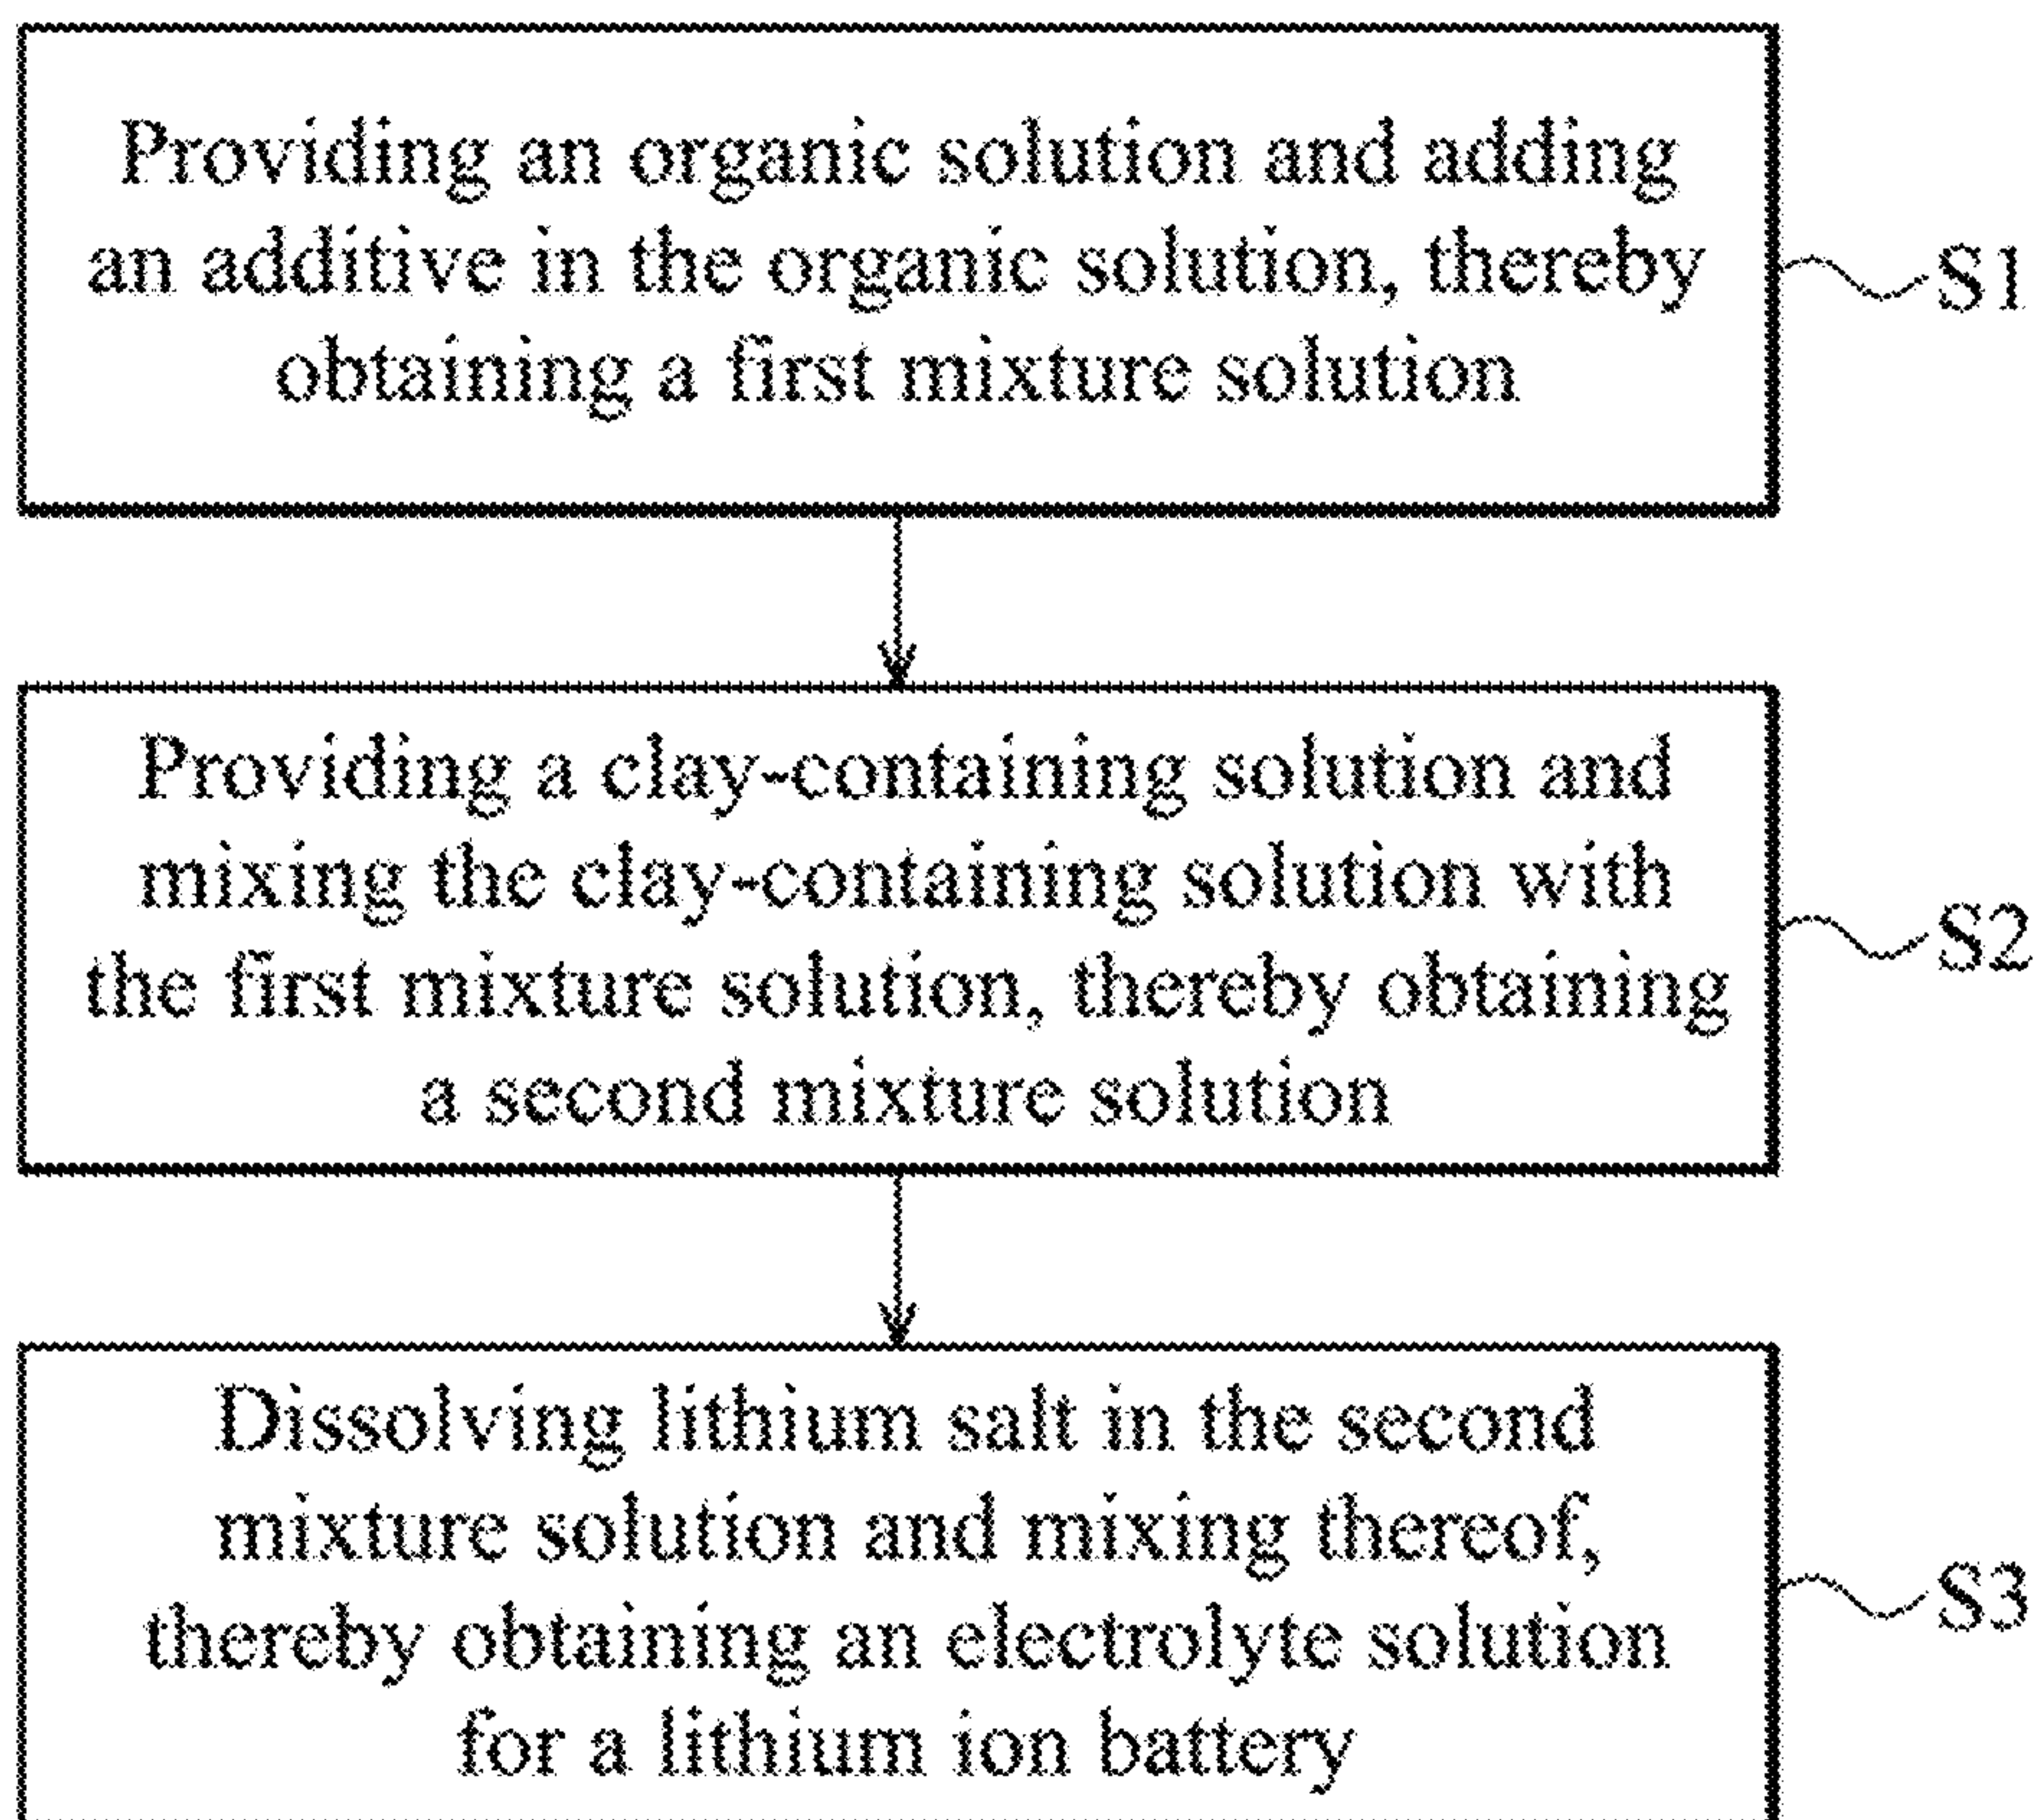 Providing an organic solution and adding
an additive in the organic solution, thereby
obtaining a first mixture solution
S1
Providing a clay-containing solution and
mixing the clay-containing solution with
the first mixture solution, thereby obtaining
a second mixture solution
S2
Dissolving lithium salt in the second
mixture solution and mixing thereof,
thereby obtaining an electrolyte solution
for a lithium ion battery
S3